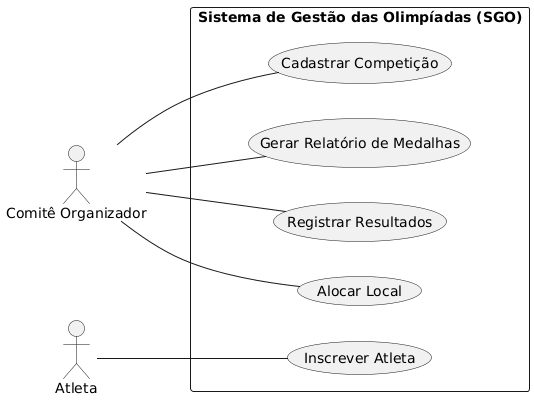 Sistema de Gestão das Olimpíadas (SGO)
Cadastrar Competição
Gerar Relatório de Medalhas
Comitê Organizador
Registrar Resultados
Alocar Local
Inscrever Atleta
Atleta